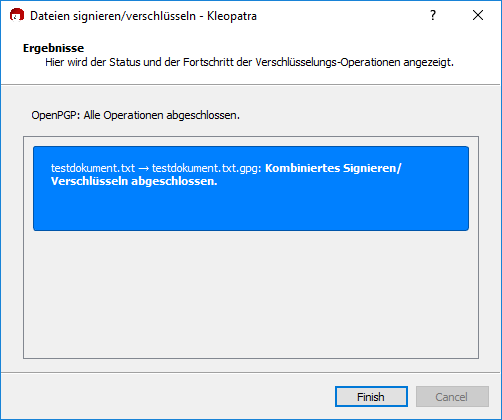 Dateien signieren/verschlüsseln - Kleopatra
Ergebnisse
Hier wird der Status und der Fortschritt der Verschlüsselungs-Operationen angezeigt.
OpenPGP: Alle Operationen abgeschlossen.
testdokument.txt → testdokument.txt.gpg: Kombiniertes Signieren/
Verschlüsseln abgeschlossen.
Finish
Cancel